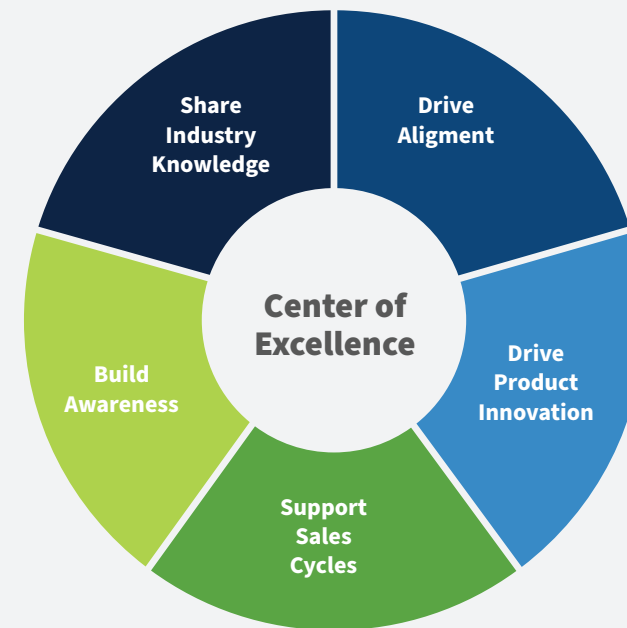 Share
Industry
Knowledge
Drive
Aligment
Center of
Excellence
Drive
Product
Innovation
Build
Awareness
Support
Sales
Cycles